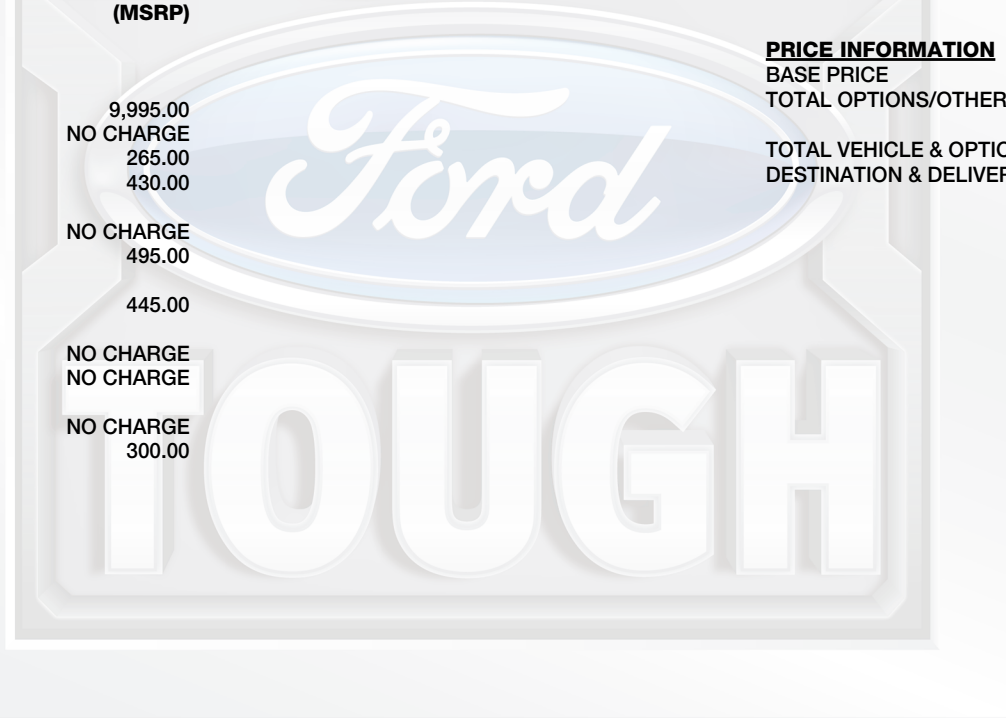 (MSRP)
9,995.00
NO CHARGE
265.00
430.00
NO CHARGE
495.00
445.00
NO CHARGE
NO CHARGE
NO CHARGE
300.00
PRICE INFORMATION
BASE PRICE
TOTAL OPTIONS/OTHER
TOTAL VEHICLE & OPTIO
DESTINATION & DELIVER
Ford
TOUGH